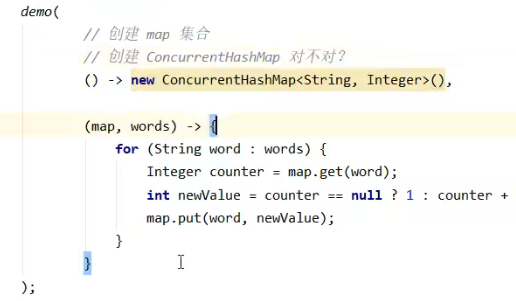 demo(
// 创建 map 集合
// 创建 ConcurrentHashMap 对不对？
() -> new ConcurrentHashMap<String, Integer>(),
(map, words) -> {
for (String word : words) {
Integer counter = map.get(word);
int newValue = counter == null ? 1 : counter +
map.put(word, newValue);
}
}
);